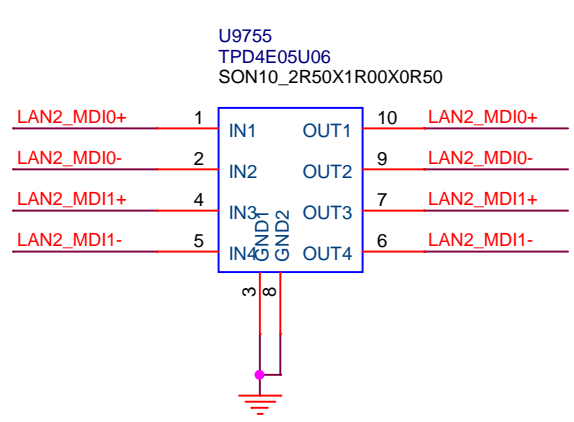 U9755
TPD4E05U06
SON10_2R50X1R00X0R50
LAN2_MDI0+ 1 IN1 OUT1 10 LAN2_MDI0+
LAN2_MDI0- 2 IN2 OUT2 9 LAN2_MDI0-
LAN2_MDI1+ 4 IN3 OUT3 7 LAN2_MDI1+
LAN2_MDI1- 5 IN4 OUT4 6 LAN2_MDI1-
GND1 GND2
3 8